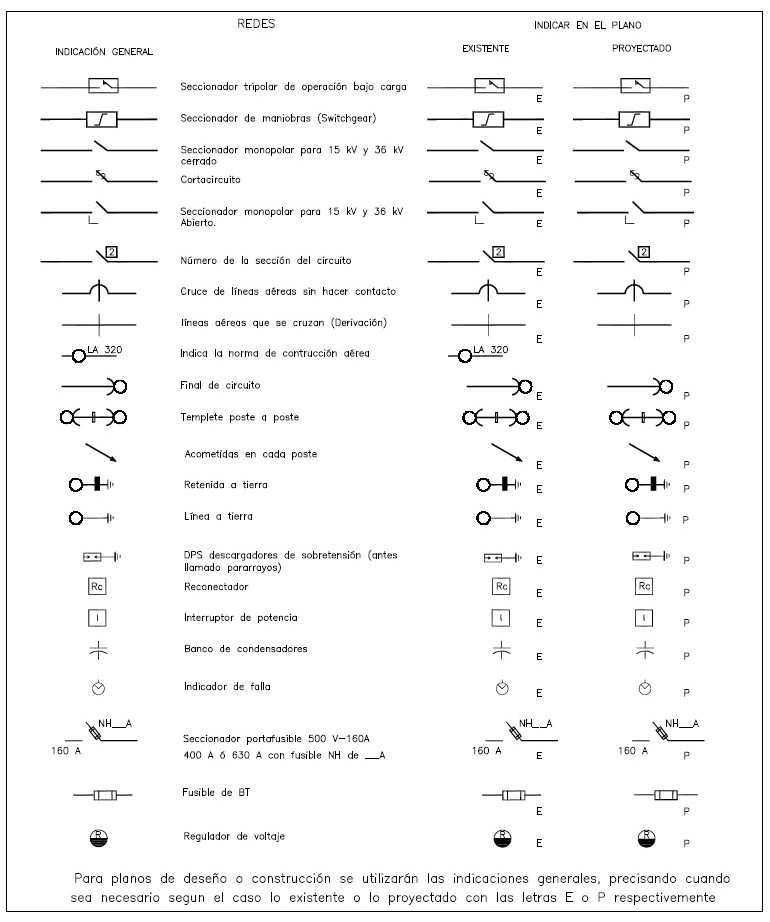 REDES
INDICAR EN EL PLANO
INDICACIÓN GENERAL
EXISTENTE
PROYECTADO
Seccionador tripolar de operación bajo carga
E
P
Seccionador de maniobras (Switchgear)
E
P
Seccionador monopolar para 15 kV y 36 kV
cerrado
E
P
Cortacircuito
E
P
Seccionador monopolar para 15 kV y 36 kV
Abierto.
E
P
2
Número de la sección del circuito
2
E
2
P
Cruce de líneas aéreas sin hacer contacto
E
P
líneas aéreas que se cruzan (Derivación)
E
P
LA 320
Indica la norma de contrucción aérea
LA 320
Final de circuito
E
P
Templete poste a poste
E
P
Acometidas en cada poste
E
P
Retenida a tierra
E
P
Línea a tierra
E
P
DPS descargadores de sobretensión (antes
llamado pararrayos)
E
P
Rc
Reconectador
Rc
E
Rc
P
I
Interruptor de potencia
I
E
I
P
Banco de condensadores
E
P
Indicador de falla
E
P
NH__A
160 A
Seccionador portafusible 500 V-160A
400 A ó 630 A con fusible NH de __A
NH__A
160 A
E
NH__A
160 A
P
Fusible de BT
E
P
R
Regulador de voltaje
R
E
R
P
Para planos de deseño o construcción se utilizarán las indicaciones generales, precisando cuando
sea necesario segun el caso lo existente o lo proyectado con las letras E o P respectivemente